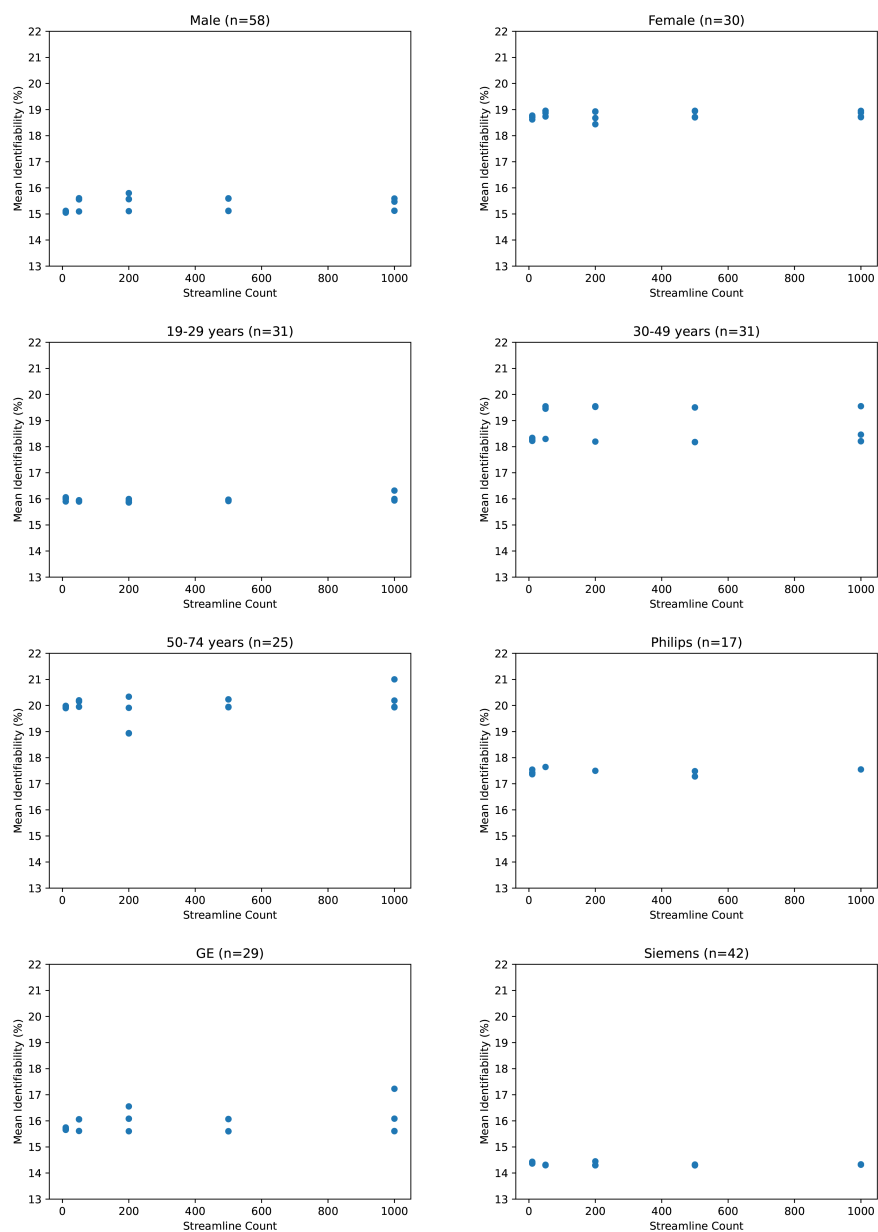 Male (n=58)
Mean Identifiability (%)
22
21
20
19
18
17
16
15
14
13
0 200 400 600 800 1000
Streamline Count
Female (n=30)
Mean Identifiability (%)
22
21
20
19
18
17
16
15
14
13
0 200 400 600 800 1000
Streamline Count
19-29 years (n=31)
Mean Identifiability (%)
22
21
20
19
18
17
16
15
14
13
0 200 400 600 800 1000
Streamline Count
30-49 years (n=31)
Mean Identifiability (%)
22
21
20
19
18
17
16
15
14
13
0 200 400 600 800 1000
Streamline Count
50-74 years (n=25)
Mean Identifiability (%)
22
21
20
19
18
17
16
15
14
13
0 200 400 600 800 1000
Streamline Count
Philips (n=17)
Mean Identifiability (%)
22
21
20
19
18
17
16
15
14
13
0 200 400 600 800 1000
Streamline Count
GE (n=29)
Mean Identifiability (%)
22
21
20
19
18
17
16
15
14
13
0 200 400 600 800 1000
Streamline Count
Siemens (n=42)
Mean Identifiability (%)
22
21
20
19
18
17
16
15
14
13
0 200 400 600 800 1000
Streamline Count